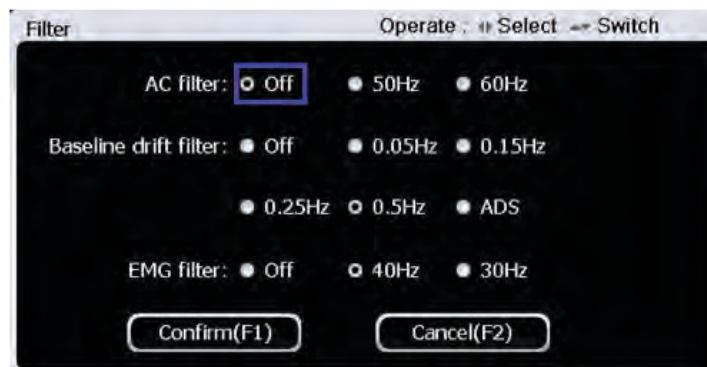 Filter Operate : Select Switch
AC filter: Off 50Hz 60Hz
Baseline drift filter: Off 0.05Hz 0.15Hz
0.25Hz 0.5Hz ADS
EMG filter: Off 40Hz 30Hz
Confirm(F1) Cancel(F2)